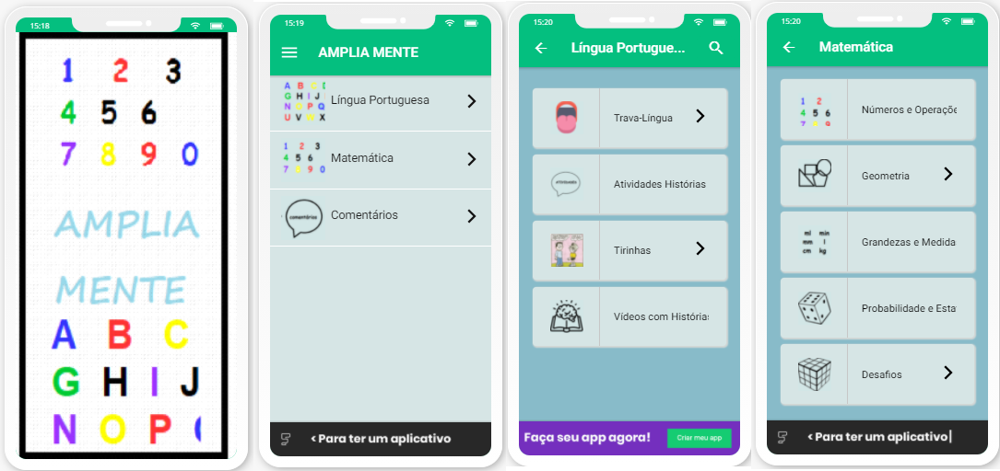 15:18
1 2 3
4 5 6
7 8 9 0
AMPLIA
MENTE
A B C
G H I J
N O P
15:19
AMPLIA MENTE
A B C
G H I J
N O P Q
U V W X
Língua Portuguesa
1 2 3
4 5 6
7 8 9 0
Matemática
comentários
Comentários
< Para ter um aplicativo
15:20
Língua Portugue...
Trava-Língua
ATIVIDADES
Atividades Histórias
Tirinhas
Vídeos com História
Faça seu app agora!
Criar meu app
15:20
Matemática
1 2
4 5 6
7 8 9
Números e Operaçõe
Geometria
ml min
mm l
cm kg
Grandezas e Medida
Probabilidade e Esta
Desafios
< Para ter um aplicativo|